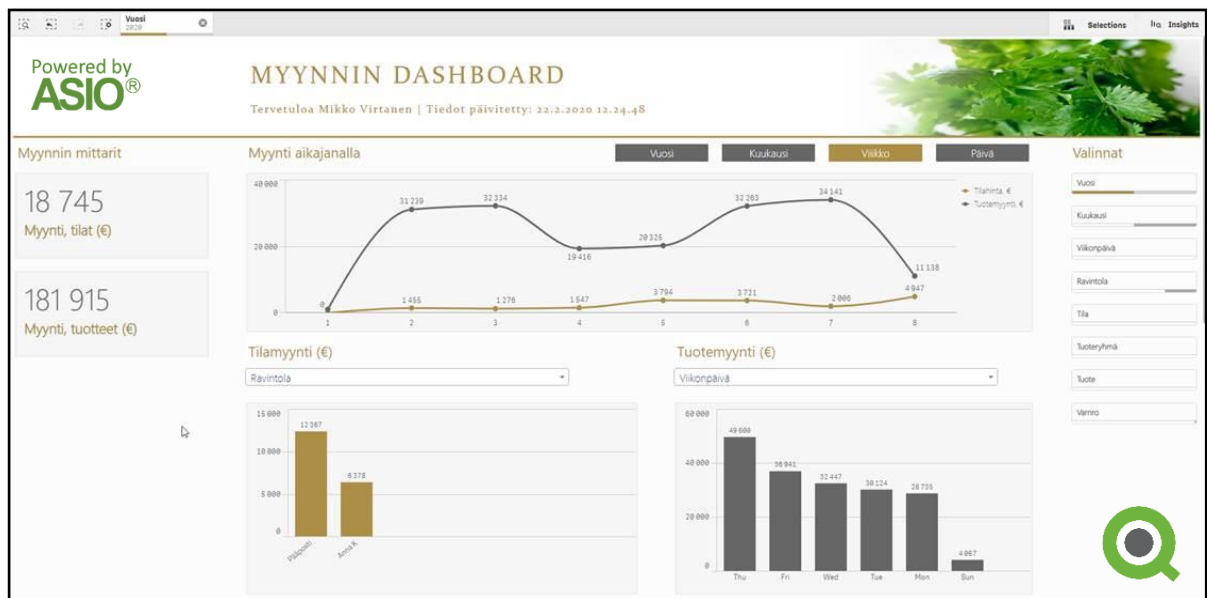 Vuosi
2020
Selections
Insights
Powered by
ASIO®
MYYNNIN DASHBOARD
Tervetuloa Mikko Virtanen | Tiedot päivitetty: 22.2.2020 12.24.48
Myynnin mittarit
18 745
Myynti, tilat (€)
181 915
Myynti, tuotteet (€)
Myynti aikajanalla
Vuosi
Kuukausi
Viikko
Päivä
40 000
20 000
0
Tilahinta, €
Tuotemyynti, €
31 239
32 334
19 416
20 325
32 263
34 141
11 138
0
1 455
1 276
1 547
3 794
3 721
2 006
4 947
1
2
3
4
5
6
7
8
Tilamyynti (€)
Ravintola
15 000
10 000
5 000
0
12 367
6 378
Pääposti
Anna K
Tuotemyynti (€)
Viikonpäivä
60 000
40 000
20 000
0
49 600
36 941
32 447
30 124
28 735
4 067
Thu
Fri
Wed
Tue
Mon
Sun
Valinnat
Vuosi
Kuukausi
Viikonpäivä
Ravintola
Tila
Tuoteryhmä
Tuote
Varnro